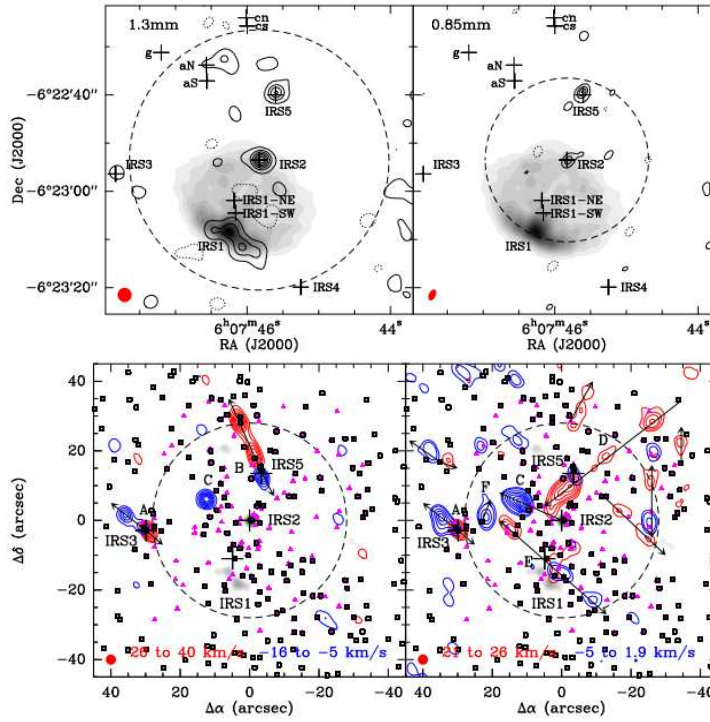 1.3mm
cn
cs
g
aN
aS
IRS5
IRS3
IRS2
IRS1-NE
IRS1-SW
IRS1
IRS4
-6°22'40"
-6°23'00"
-6°23'20"
Dec (J2000)
6ʰ07ᵐ46ˢ
44ˢ
RA (J2000)
0.85mm
cn
cs
g
aN
aS
IRS5
IRS3
IRS2
IRS1-NE
IRS1-SW
IRS1
IRS4
6ʰ07ᵐ46ˢ
44ˢ
RA (J2000)
40
20
0
-20
-40
Δδ (arcsec)
B
IRS5
C
A
IRS2
IRS3
IRS1
26 to 40 km/s
-16 to -5 km/s
40
20
0
-20
-40
Δα (arcsec)
D
IRS5
F
C
A
IRS2
IRS3
E
IRS1
21 to 26 km/s
-5 to 1.9 km/s
40
20
0
-20
-40
Δα (arcsec)